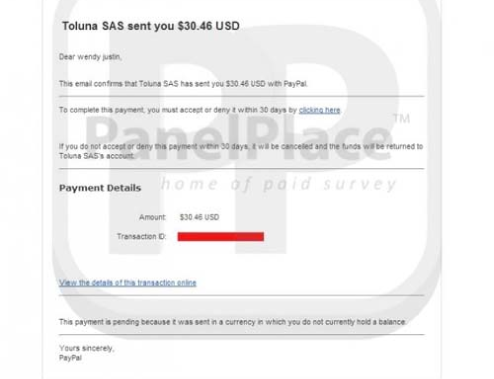 Toluna SAS sent you $30.46 USD
Dear wendy justin,
This email confirms that Toluna SAS has sent you $30.46 USD with PayPal.
To complete this payment, you must accept or deny it within 30 days by clicking here.
If you do not accept or deny this payment within 30 days, it will be cancelled and the funds will be returned to
Toluna SAS's account.
PanelPlace™
home of paid survey
Payment Details
Amount: $30.46 USD
Transaction ID:
View the details of this transaction online
This payment is pending because it was sent in a currency in which you do not currently hold a balance.
Yours sincerely,
PayPal